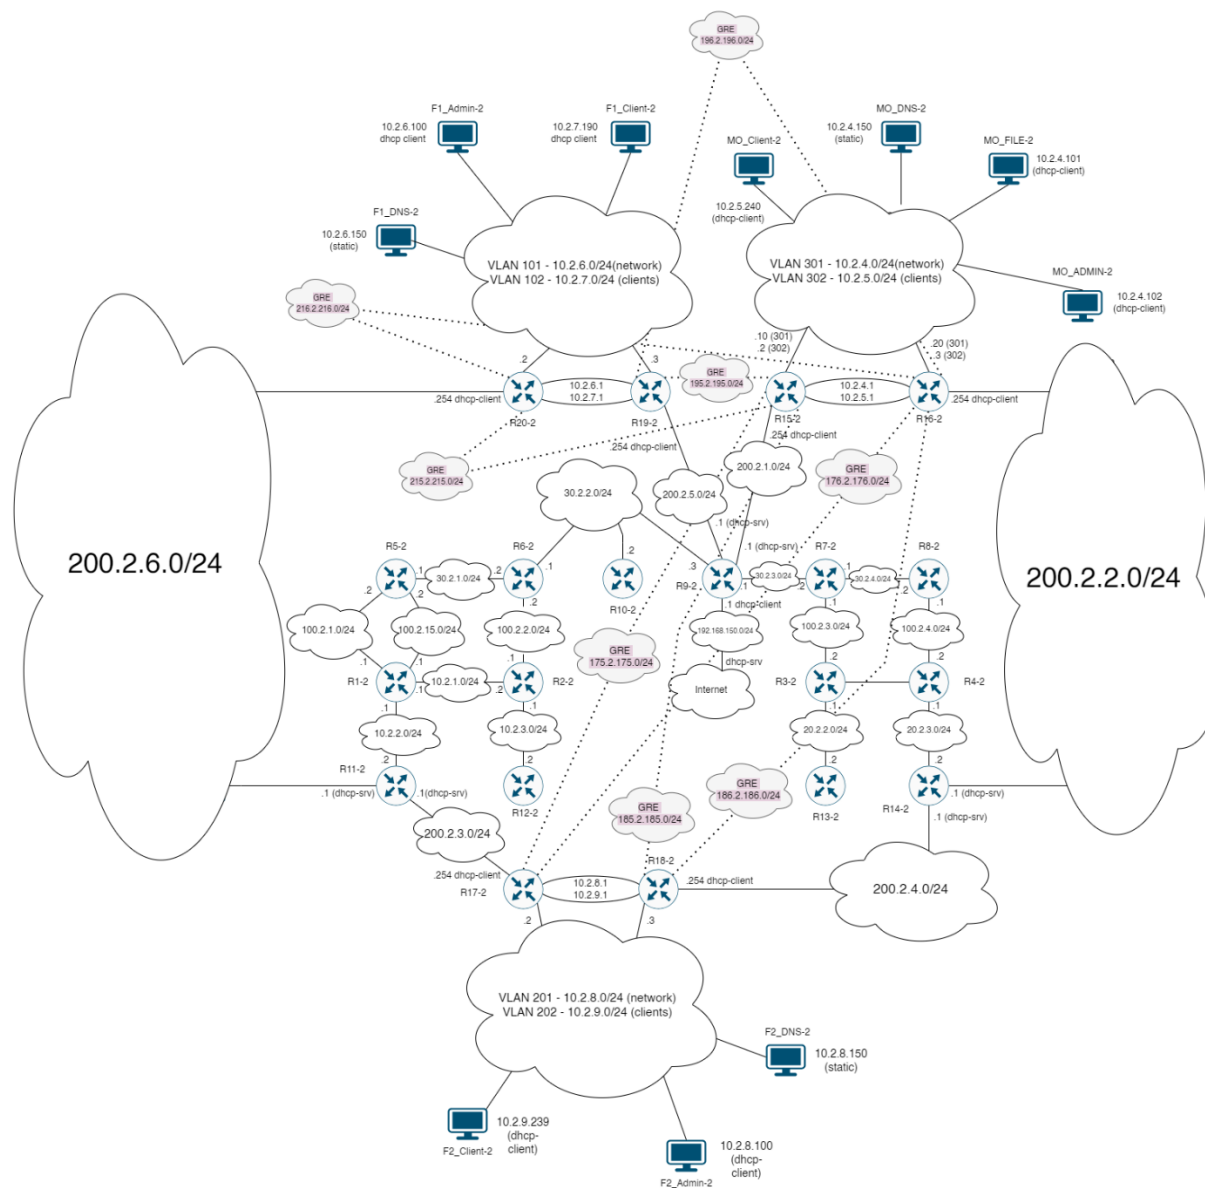 GRE
196.2.196.0/24
F1_Admin-2
10.2.6.100
dhcp client
F1_Client-2
10.2.7.190
dhcp client
MO_Client-2
10.2.5.240
(dhcp-client)
MO_DNS-2
10.2.4.150
(static)
MO_FILE-2
10.2.4.101
(dhcp-client)
F1_DNS-2
10.2.6.150
(static)
VLAN 101 - 10.2.6.0/24(network)
VLAN 102 - 10.2.7.0/24 (clients)
VLAN 301 - 10.2.4.0/24(network)
VLAN 302 - 10.2.5.0/24 (clients)
MO_ADMIN-2
10.2.4.102
(dhcp-client)
GRE
216.2.216.0/24
.2
.3
.10 (301)
.2 (302)
.20 (301)
.3 (302)
GRE
195.2.195.0/24
10.2.6.1
10.2.7.1
10.2.4.1
10.2.5.1
.254 dhcp-client
R20-2
R19-2
R15-2
R16-2
.254 dhcp-client
.254 dhcp-client
.254 dhcp-client
GRE
215.2.215.0/24
200.2.1.0/24
GRE
176.2.176.0/24
30.2.2.0/24
200.2.5.0/24
.1 (dhcp-srv)
.1 (dhcp-srv)
200.2.6.0/24
200.2.2.0/24
R5-2
.1
30.2.1.0/24
.2
R6-2
.1
.2
.2
.2
.2
R10-2
.3
R9-2
.1
30.2.3.0/24
.2
R7-2
.1
30.2.4.0/24
.2
R8-2
.1
.1
.1 dhcp-client
100.2.1.0/24
100.2.15.0/24
100.2.2.0/24
192.168.150.0/24
100.2.3.0/24
100.2.4.0/24
dhcp-srv
Internet
GRE
175.2.175.0/24
.1
.1
.1
.2
.2
R1-2
.1
10.2.1.0/24
.2
R2-2
R3-2
R4-2
.1
.1
.1
.1
10.2.2.0/24
10.2.3.0/24
20.2.2.0/24
20.2.3.0/24
.2
.2
.2
.2
R11-2
.1 (dhcp-srv)
.1(dhcp-srv)
R12-2
GRE
186.2.186.0/24
R13-2
R14-2
.1 (dhcp-srv)
.1 (dhcp-srv)
GRE
185.2.185.0/24
200.2.3.0/24
R18-2
.254 dhcp-client
R17-2
10.2.8.1
10.2.9.1
.254 dhcp-client
200.2.4.0/24
.2
.3
VLAN 201 - 10.2.8.0/24 (network)
VLAN 202 - 10.2.9.0/24 (clients)
F2_DNS-2
10.2.8.150
(static)
10.2.9.239
(dhcp-
client)
F2_Client-2
10.2.8.100
(dhcp-
client)
F2_Admin-2